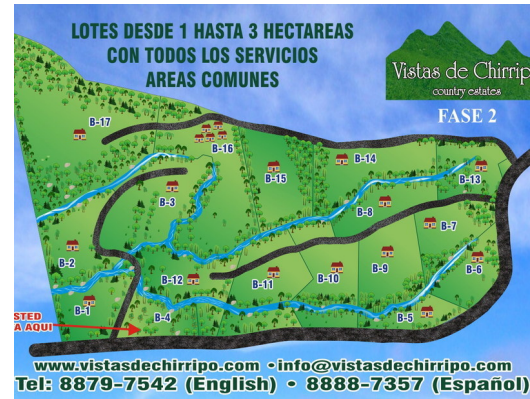 LOTES DESDE 1 HASTA 3 HECTAREAS
CON TODOS LOS SERVICIOS
AREAS COMUNES
Vistas de Chirripo
country estates
FASE 2
B-17
B-16
B-15
B-14
B-13
B-3
B-8
B-7
B-2
B-12
B-11
B-10
B-9
B-6
B-1
B-4
B-5
STED
A AQUI
www.vistasdechirripo.com •info@vistasdechirripo.com
Tel: 8879-7542 (English) • 8888-7357 (Español)